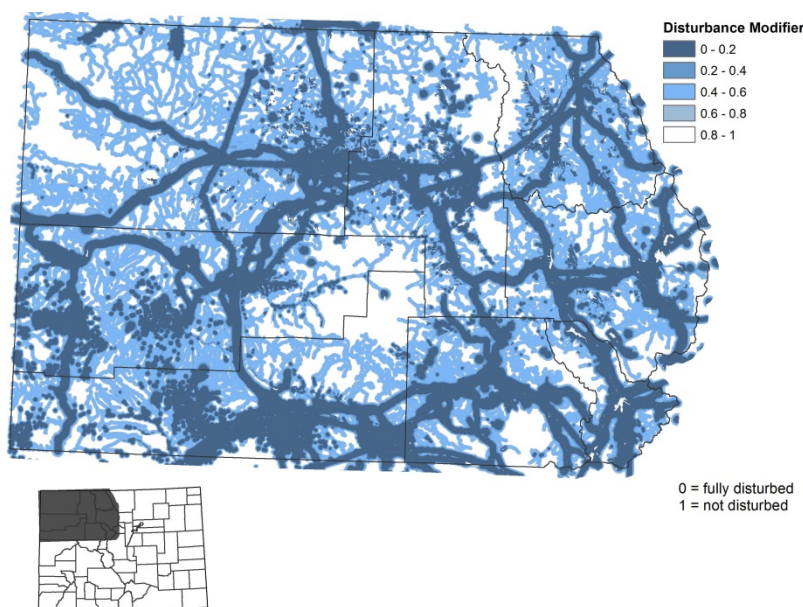 Disturbance Modifier
0 - 0.2
0.2 - 0.4
0.4 - 0.6
0.6 - 0.8
0.8 - 1
0 = fully disturbed
1 = not disturbed